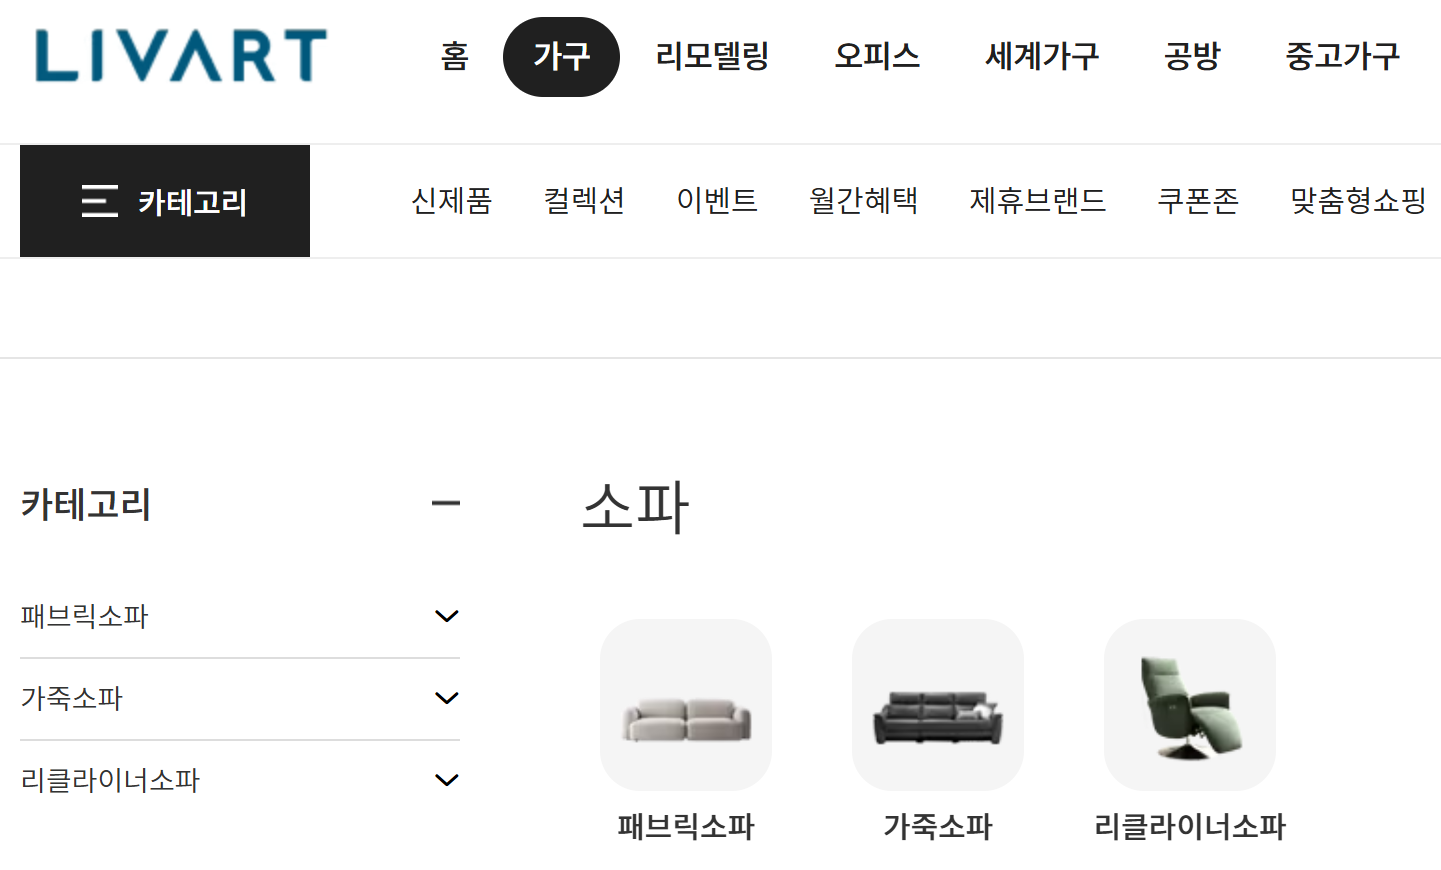 LIVART 홈 가구 리모델링 오피스 세계가구 공방 중고가구
카테고리 신제품 컬렉션 이벤트 월간혜택 제휴브랜드 쿠폰존 맞춤형쇼핑
카테고리
패브릭소파
가죽소파
리클라이너소파
소파
패브릭소파 가죽소파 리클라이너소파